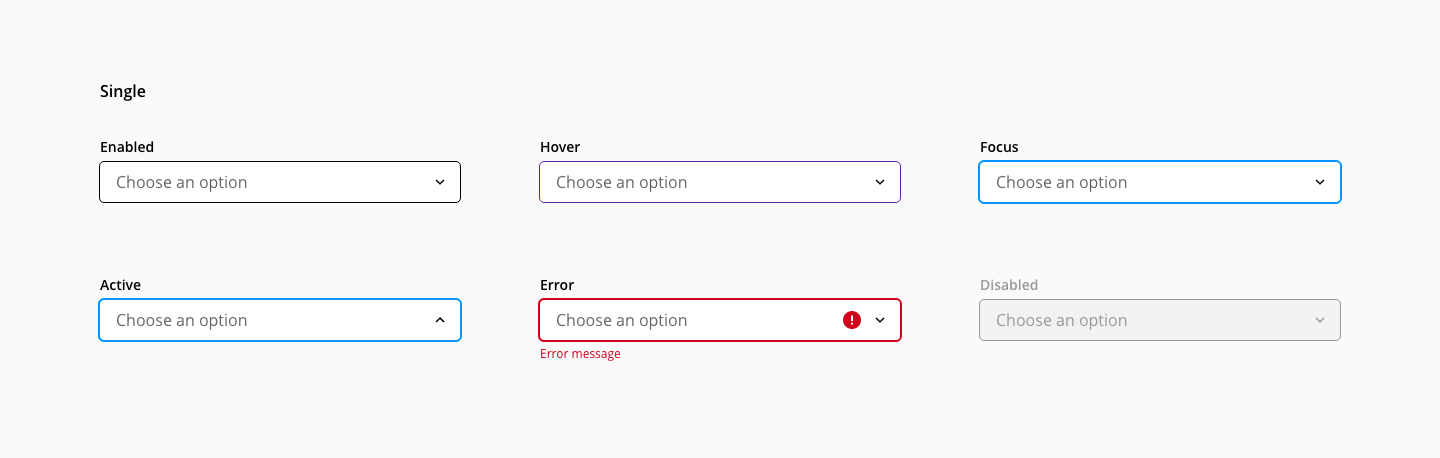 Single
Enabled
Hover
Focus
Choose an option
Choose an option
Choose an option
Active
Error
Disabled
Choose an option
Choose an option
Choose an option
Error message